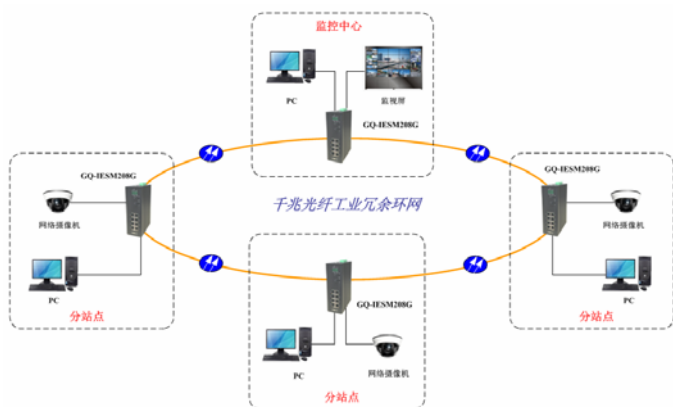 监控中心
PC
监视屏
GQ-IESM208G
GQ-IESM208G
网络摄像机
PC
分站点
千兆光纤工业冗余环网
GQ-IESM208G
网络摄像机
PC
分站点
GQ-IESM208G
PC
网络摄像机
分站点